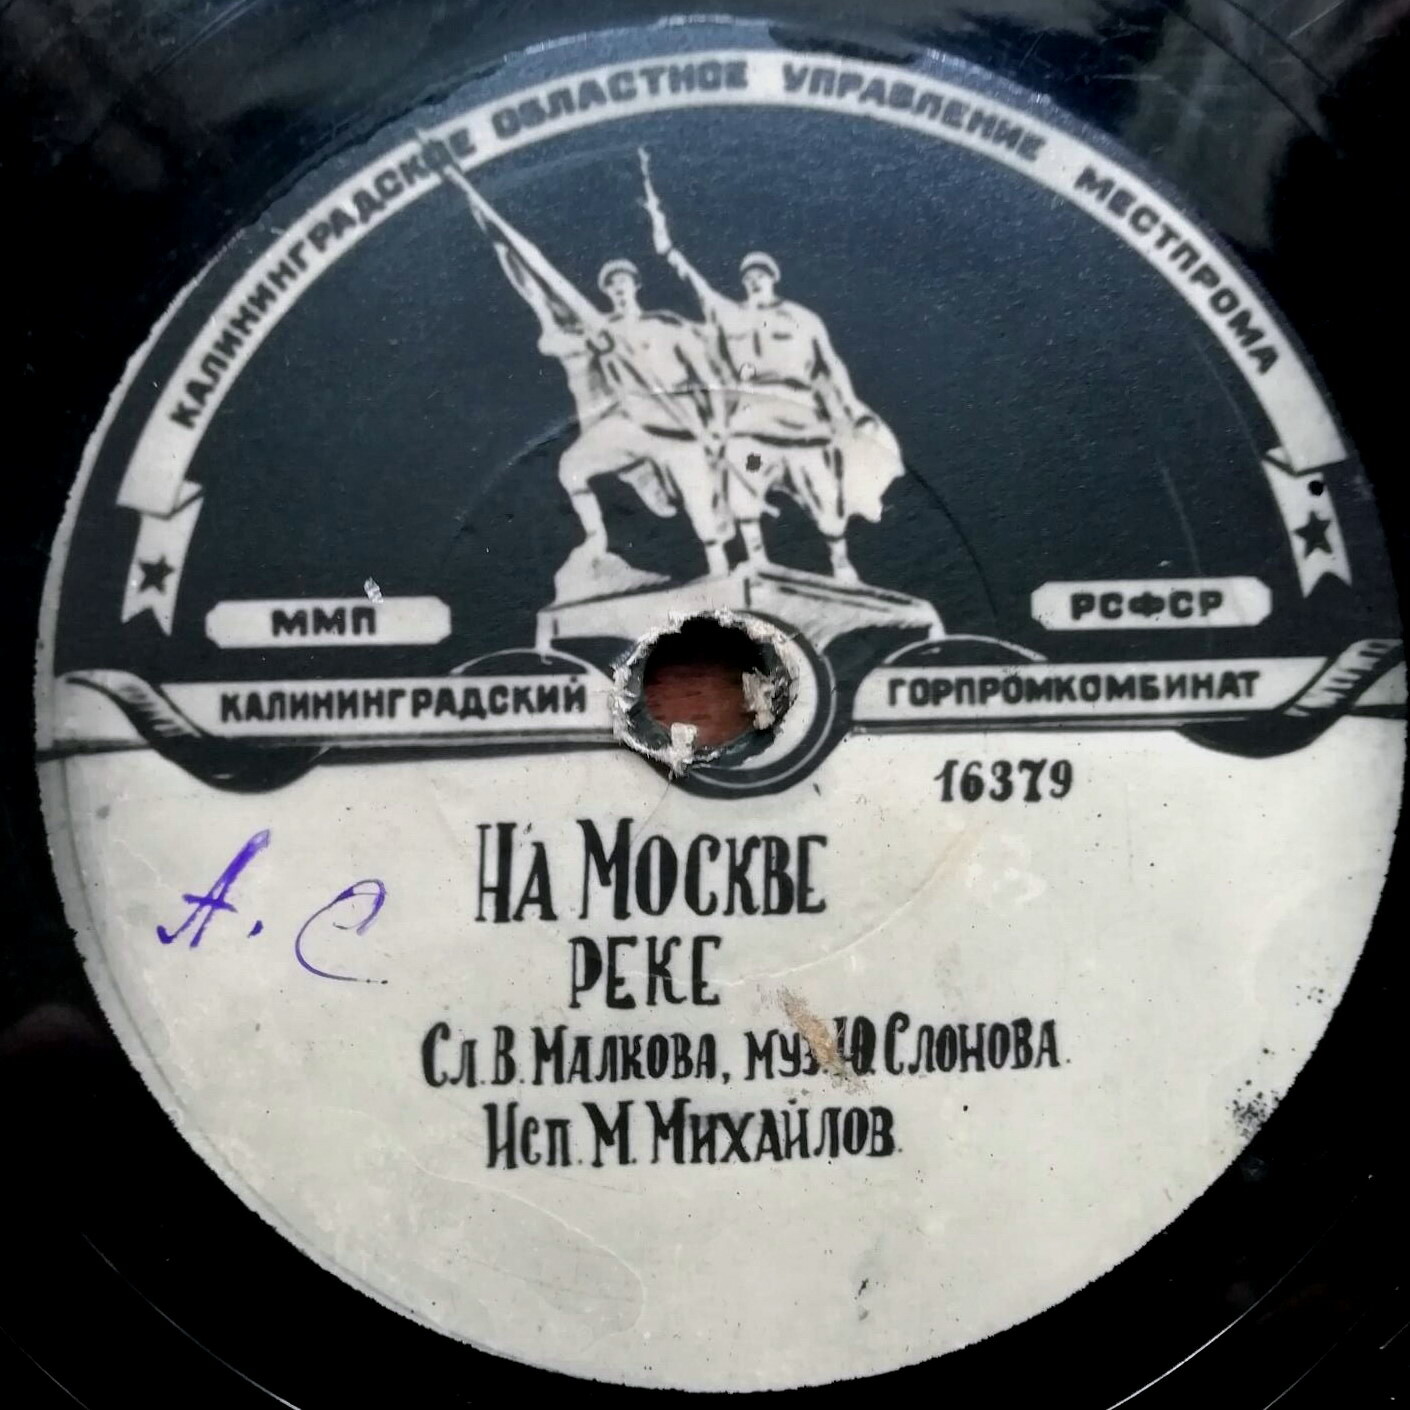 КАЛИНИНГРАДСКОЕ ОБЛАСТНОЕ УПРАВЛЕНИЕ МЕСТПРОМА
ММП
РСФСР
КАЛИНИНГРАДСКИЙ ГОРПРОМКОМБИНАТ
16379
НА МОСКВЕ
РЕКЕ
А. С
Сл. В. МАЛКОВА, муз. Ю. СЛОНОВА.
Исп. М. МИХАЙЛОВ.